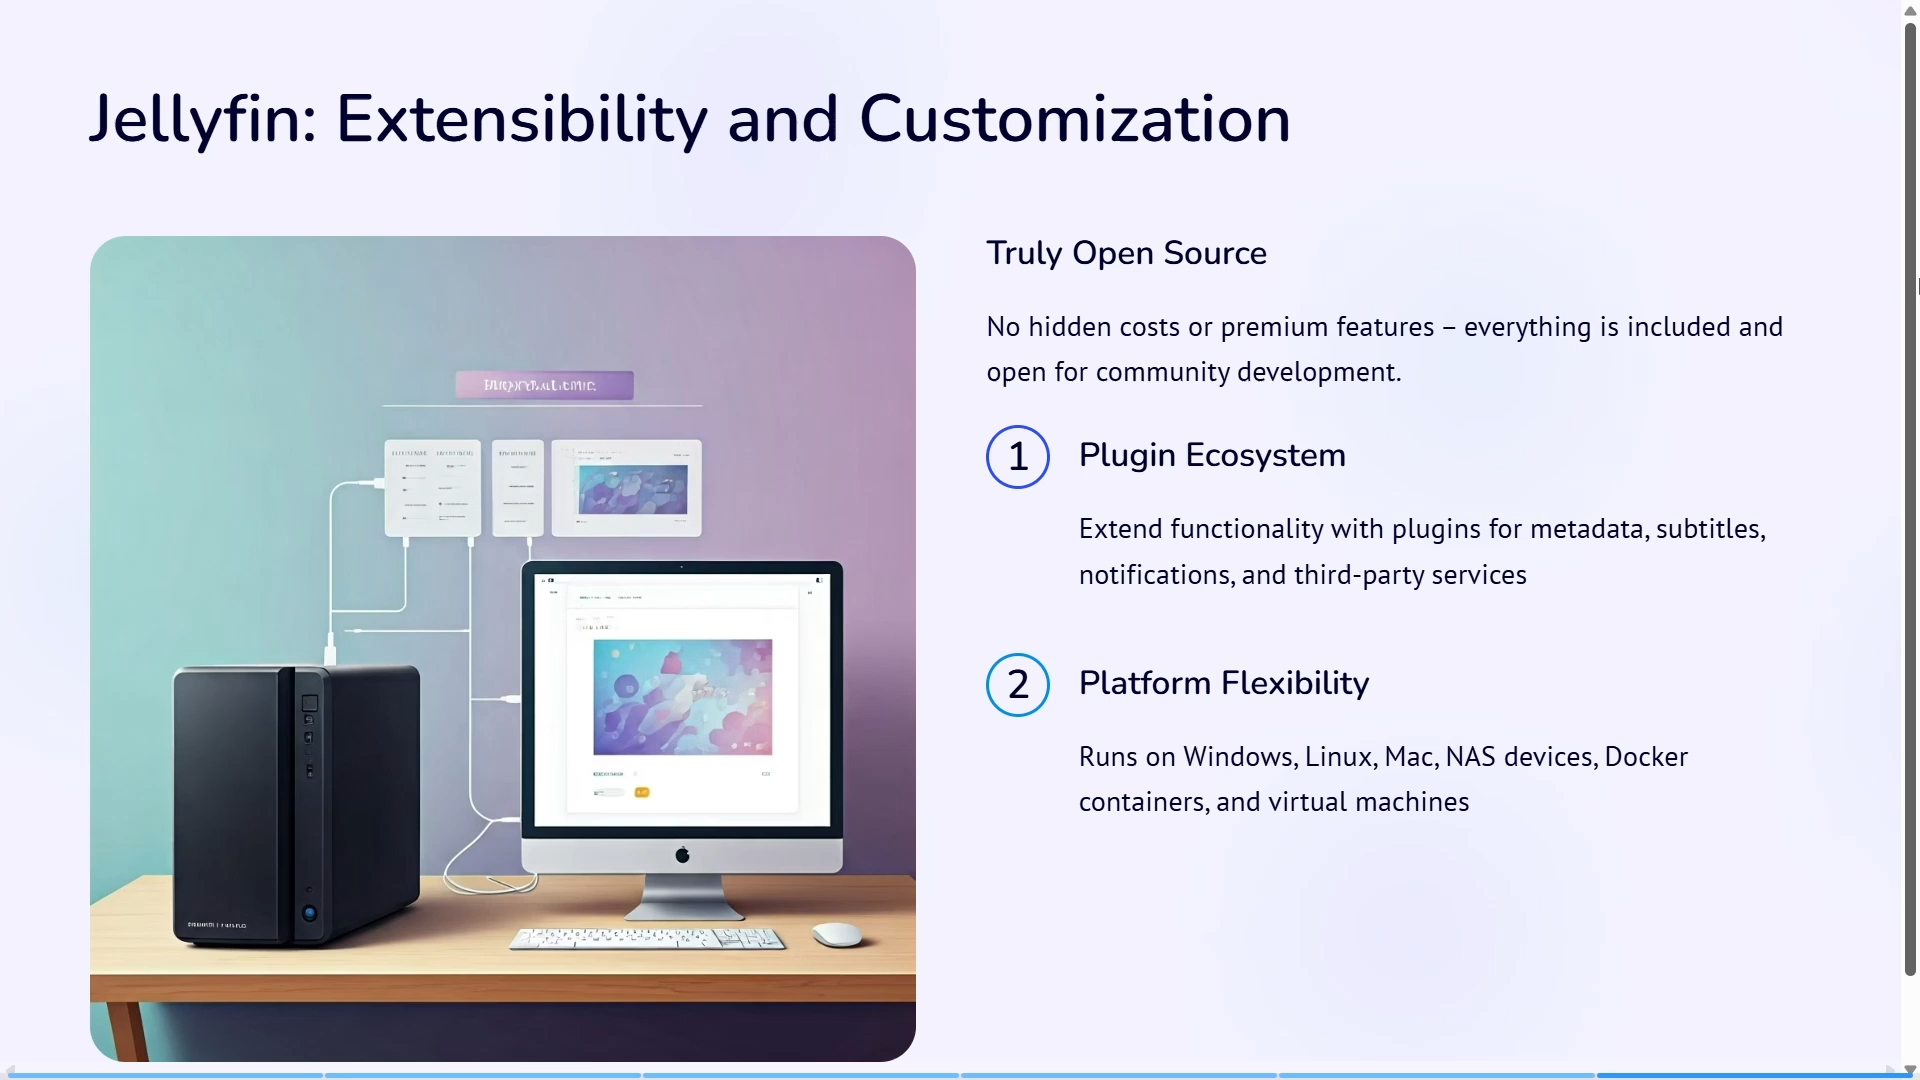 Jellyfin: Extensibility and Customization
Truly Open Source
No hidden costs or premium features – everything is included and
open for community development.
1
Plugin Ecosystem
Extend functionality with plugins for metadata, subtitles,
notifications, and third-party services
2
Platform Flexibility
Runs on Windows, Linux, Mac, NAS devices, Docker
containers, and virtual machines